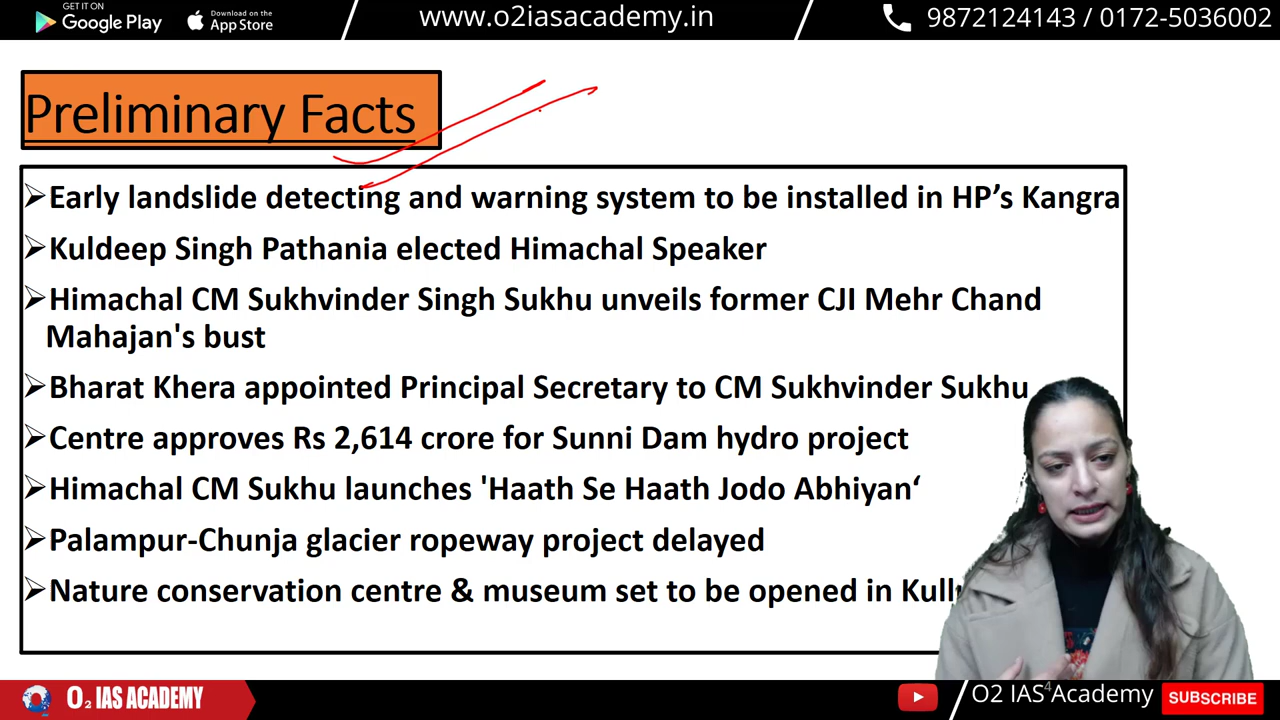 GET IT ON
Google Play
Download on the
App Store
www.o2iasacademy.in
9872124143 / 0172-5036002
Preliminary Facts
➢Early landslide detecting and warning system to be installed in HP’s Kangra
➢Kuldeep Singh Pathania elected Himachal Speaker
➢Himachal CM Sukhvinder Singh Sukhu unveils former CJI Mehr Chand
Mahajan's bust
➢Bharat Khera appointed Principal Secretary to CM Sukhvinder Sukhu
➢Centre approves Rs 2,614 crore for Sunni Dam hydro project
➢Himachal CM Sukhu launches 'Haath Se Haath Jodo Abhiyan‘
➢Palampur-Chunja glacier ropeway project delayed
➢Nature conservation centre & museum set to be opened in
O₂ IAS ACADEMY
4
O2 IAS Academy
SUBSCRIBE